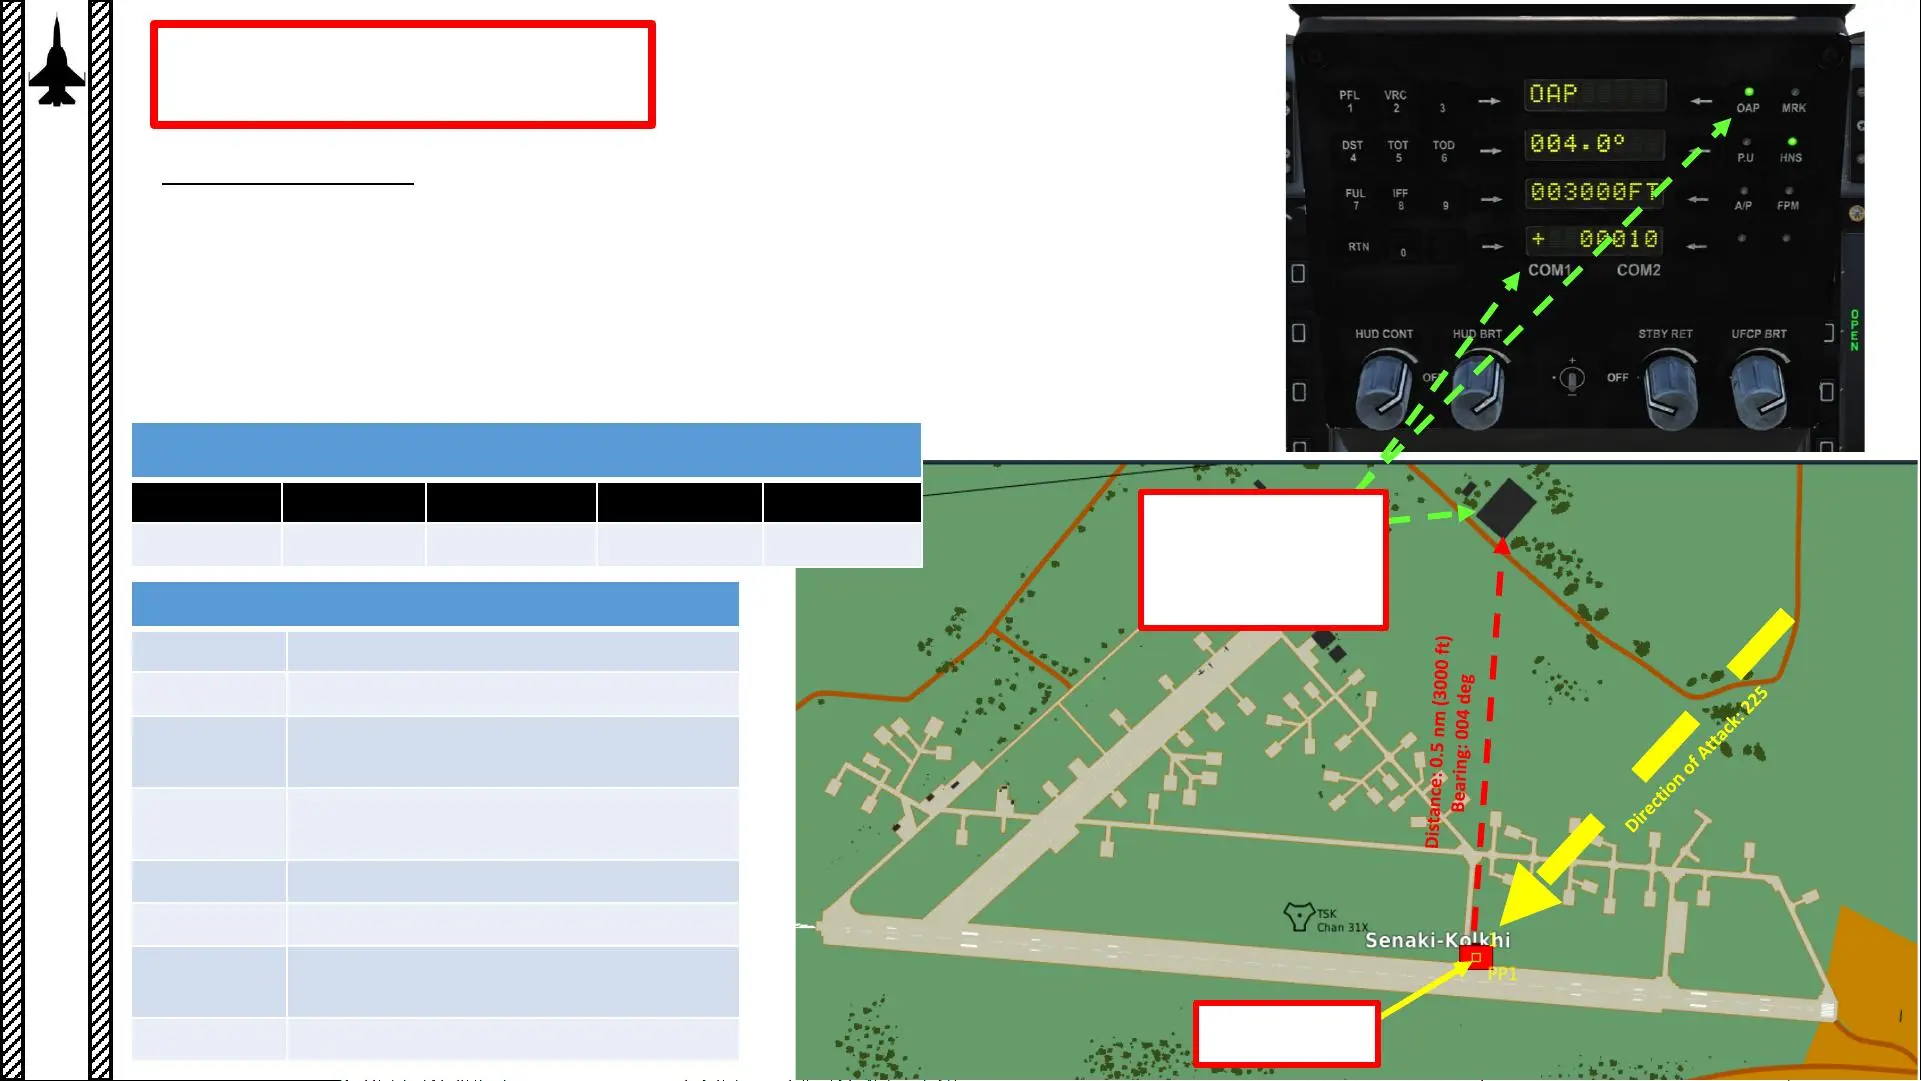 OAP
004.0°
003000FT
+ 00010
PFL
1
VRC
2
3
DST
4
TOT
5
TOD
6
FUL
7
IFF
8
9
RTN
0
OAP
MRK
P.U
HNS
A/P
FPM
COM1
COM2
HUD CONT
HUD BRT
STBY RET
UFCP BRT
OFF
+
OPEN
Distance: 0.5 nm (3000 ft)
Bearing: 004 deg
Direction of Attack: 225
TSK
Chan 31X
Senaki-Kolkhi
PP1